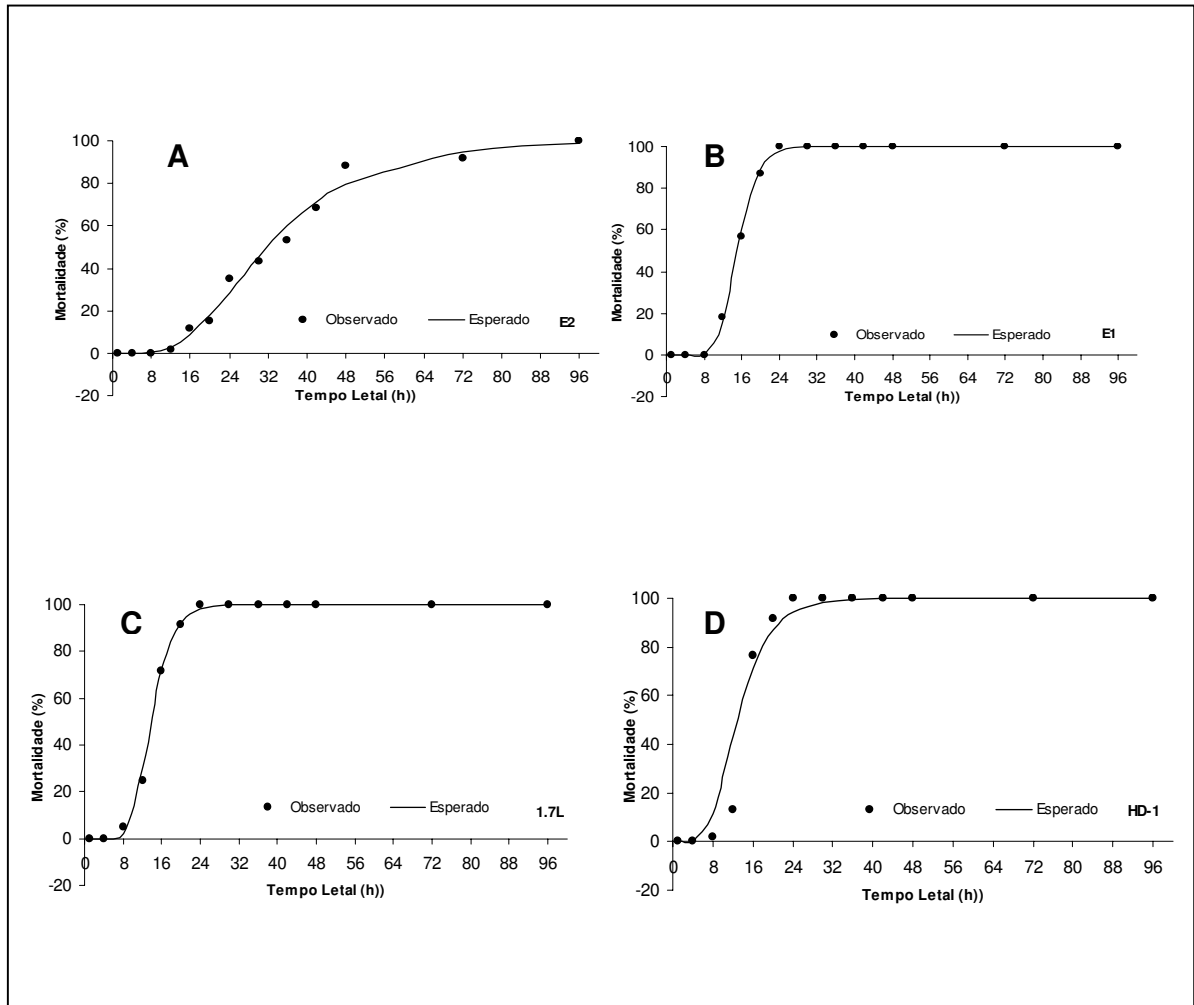 A
100
80
60
40
20
0
-20
Mortalidade (%)
0 8 16 24 32 40 48 56 64 72 80 88 96
Tempo Letal (h))
Observado Esperado E2
B
100
80
60
40
20
0
-20
Mortalidade (%)
0 8 16 24 32 40 48 56 64 72 80 88 96
Tempo Letal (h))
Observado Esperado E1
C
100
80
60
40
20
0
-20
Mortalidade (%)
0 8 16 24 32 40 48 56 64 72 80 88 96
Tempo Letal (h))
Observado Esperado 1.7L
D
100
80
60
40
20
0
-20
Mortalidade (%)
0 8 16 24 32 40 48 56 64 72 80 88 96
Tempo Letal (h))
Observado Esperado HD-1